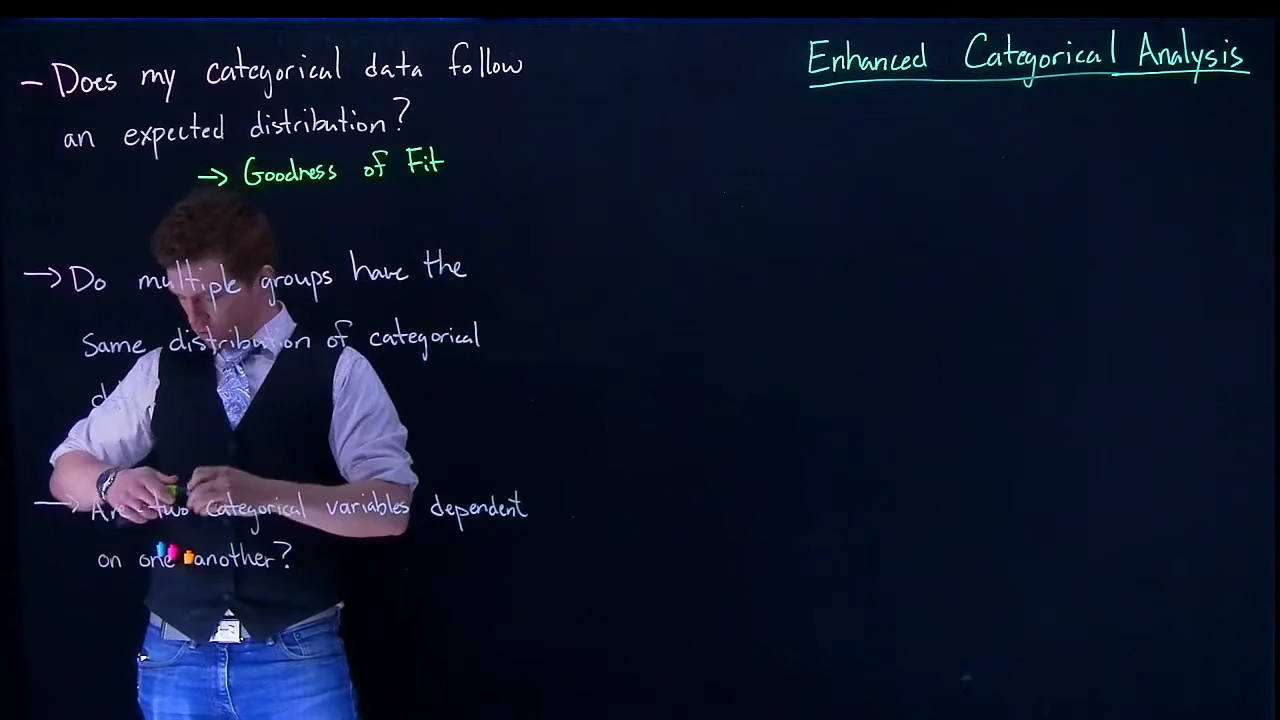 - Does my categorical data follow
an expected distribution?
→ Goodness of Fit
→ Do multiple groups have the
Same distribution of categorical
→ Are two categorical variables dependent
on one another?
Enhanced Categorical Analysis